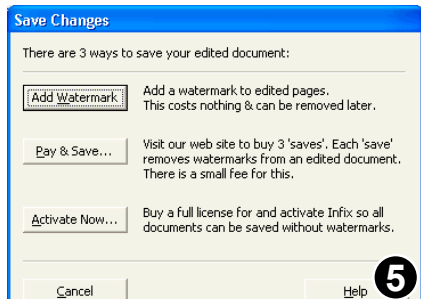 Save Changes
There are 3 ways to save your edited document:
Add Watermark
Add a watermark to edited pages.
This costs nothing & can be removed later.
Pay & Save...
Visit our web site to buy 3 'saves'. Each 'save'
removes watermarks from an edited document.
There is a small fee for this.
Activate Now...
Buy a full license for and activate Infix so all
documents can be saved without watermarks.
Cancel
Help
5